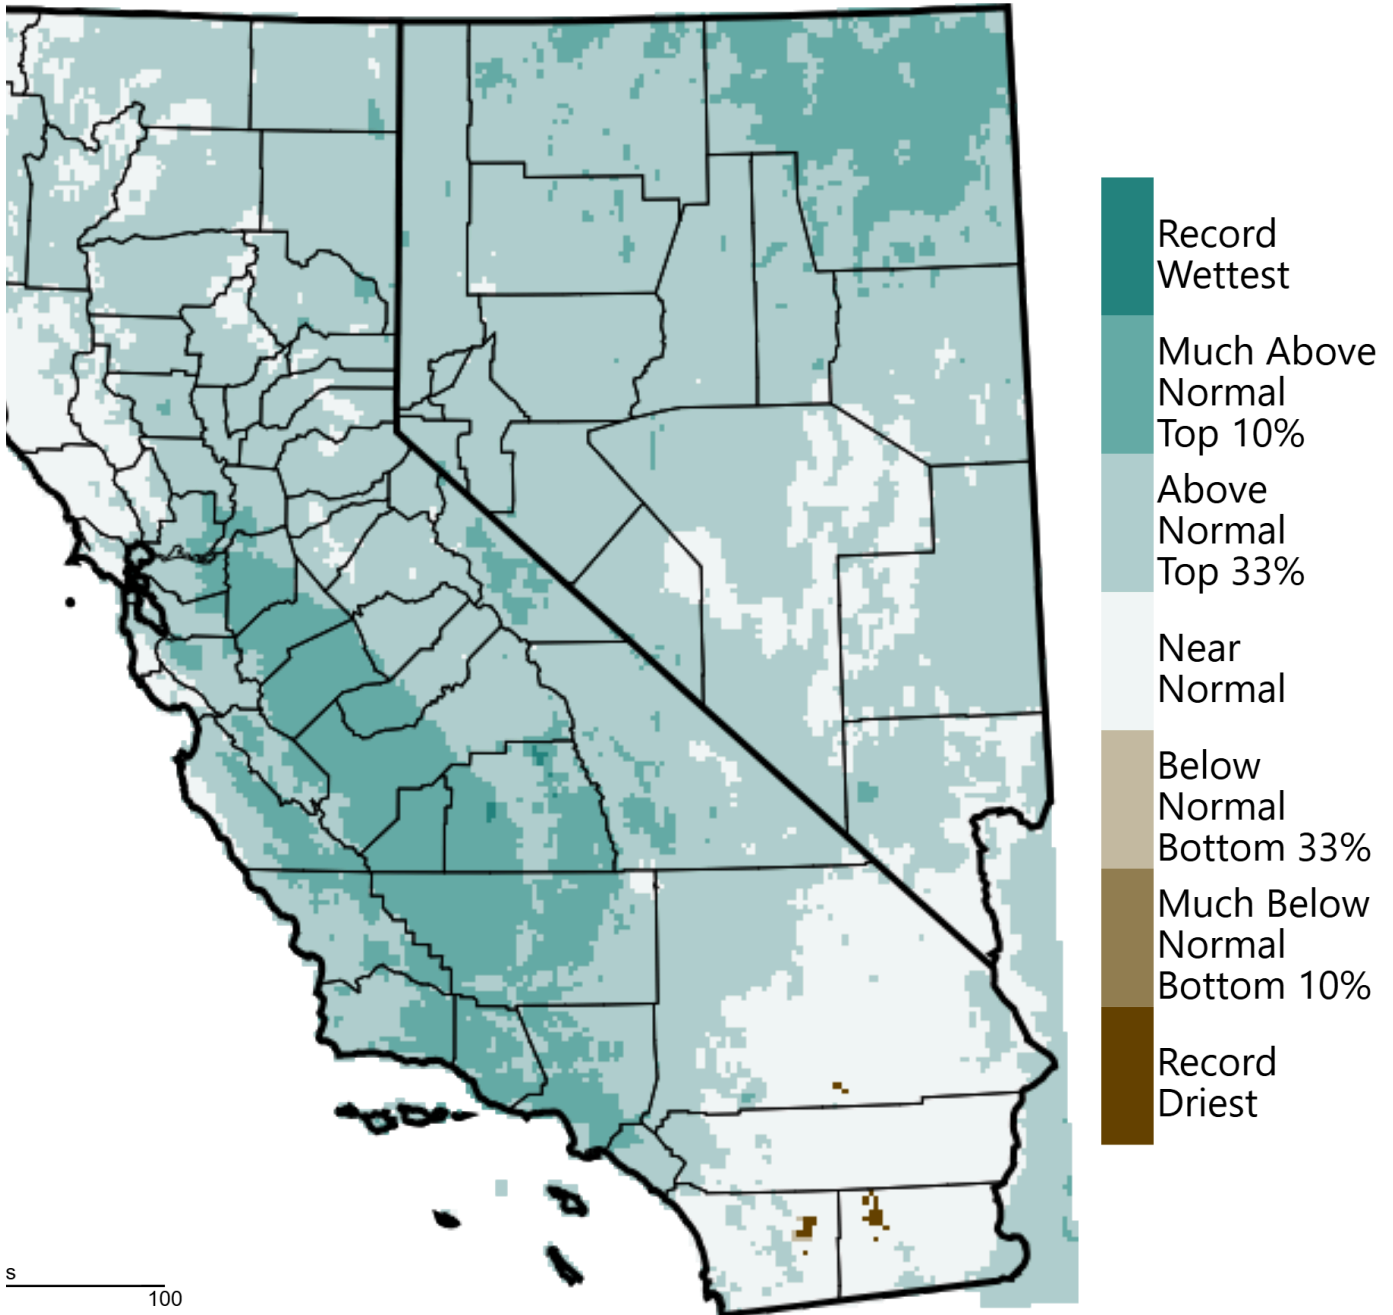 Record
Wettest
Much Above
Normal
Top 10%
Above
Normal
Top 33%
Near
Normal
Below
Normal
Bottom 33%
Much Below
Normal
Bottom 10%
Record
Driest
s
100